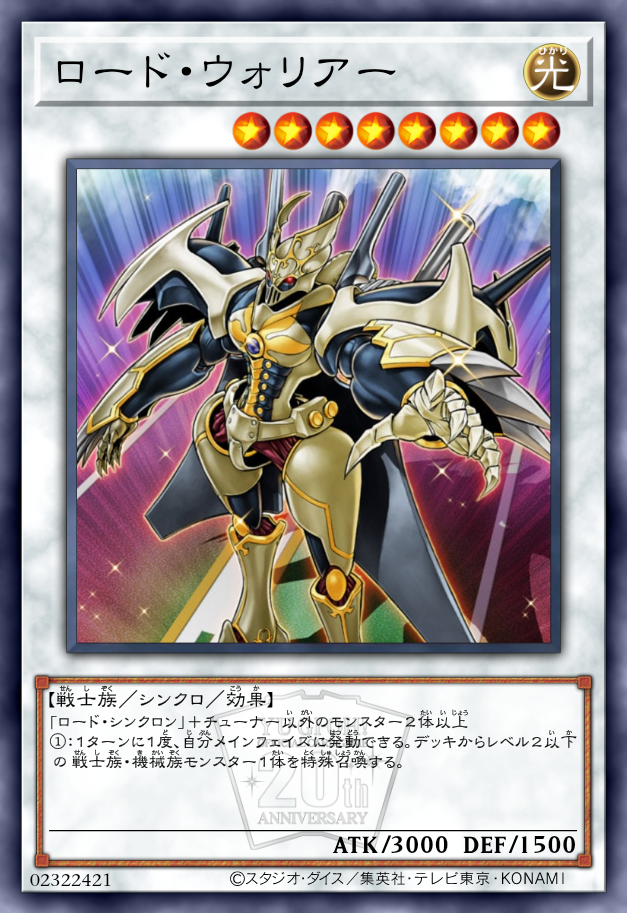 ロード・ウォリアー
ひかり
光
【戦士族／シンクロ／効果】
「ロード・シンクロン」＋チューナー以外のモンスター２体以上
①：１ターンに１度、自分メインフェイズに発動できる。デッキからレベル２以下
の 戦士族・機械族モンスター１体を特殊召喚する。
20th
ANNIVERSARY
ATK/3000 DEF/1500
02322421 ©スタジオ・ダイス／集英社・テレビ東京・KONAMI